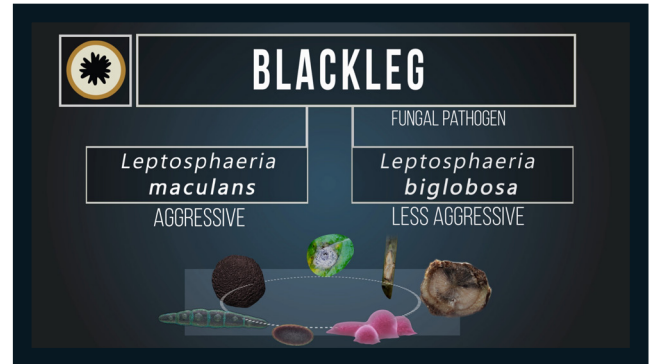 BLACKLEG
FUNGAL PATHOGEN
Leptosphaeria
maculans
Leptosphaeria
biglobosa
AGGRESSIVE
LESS AGGRESSIVE